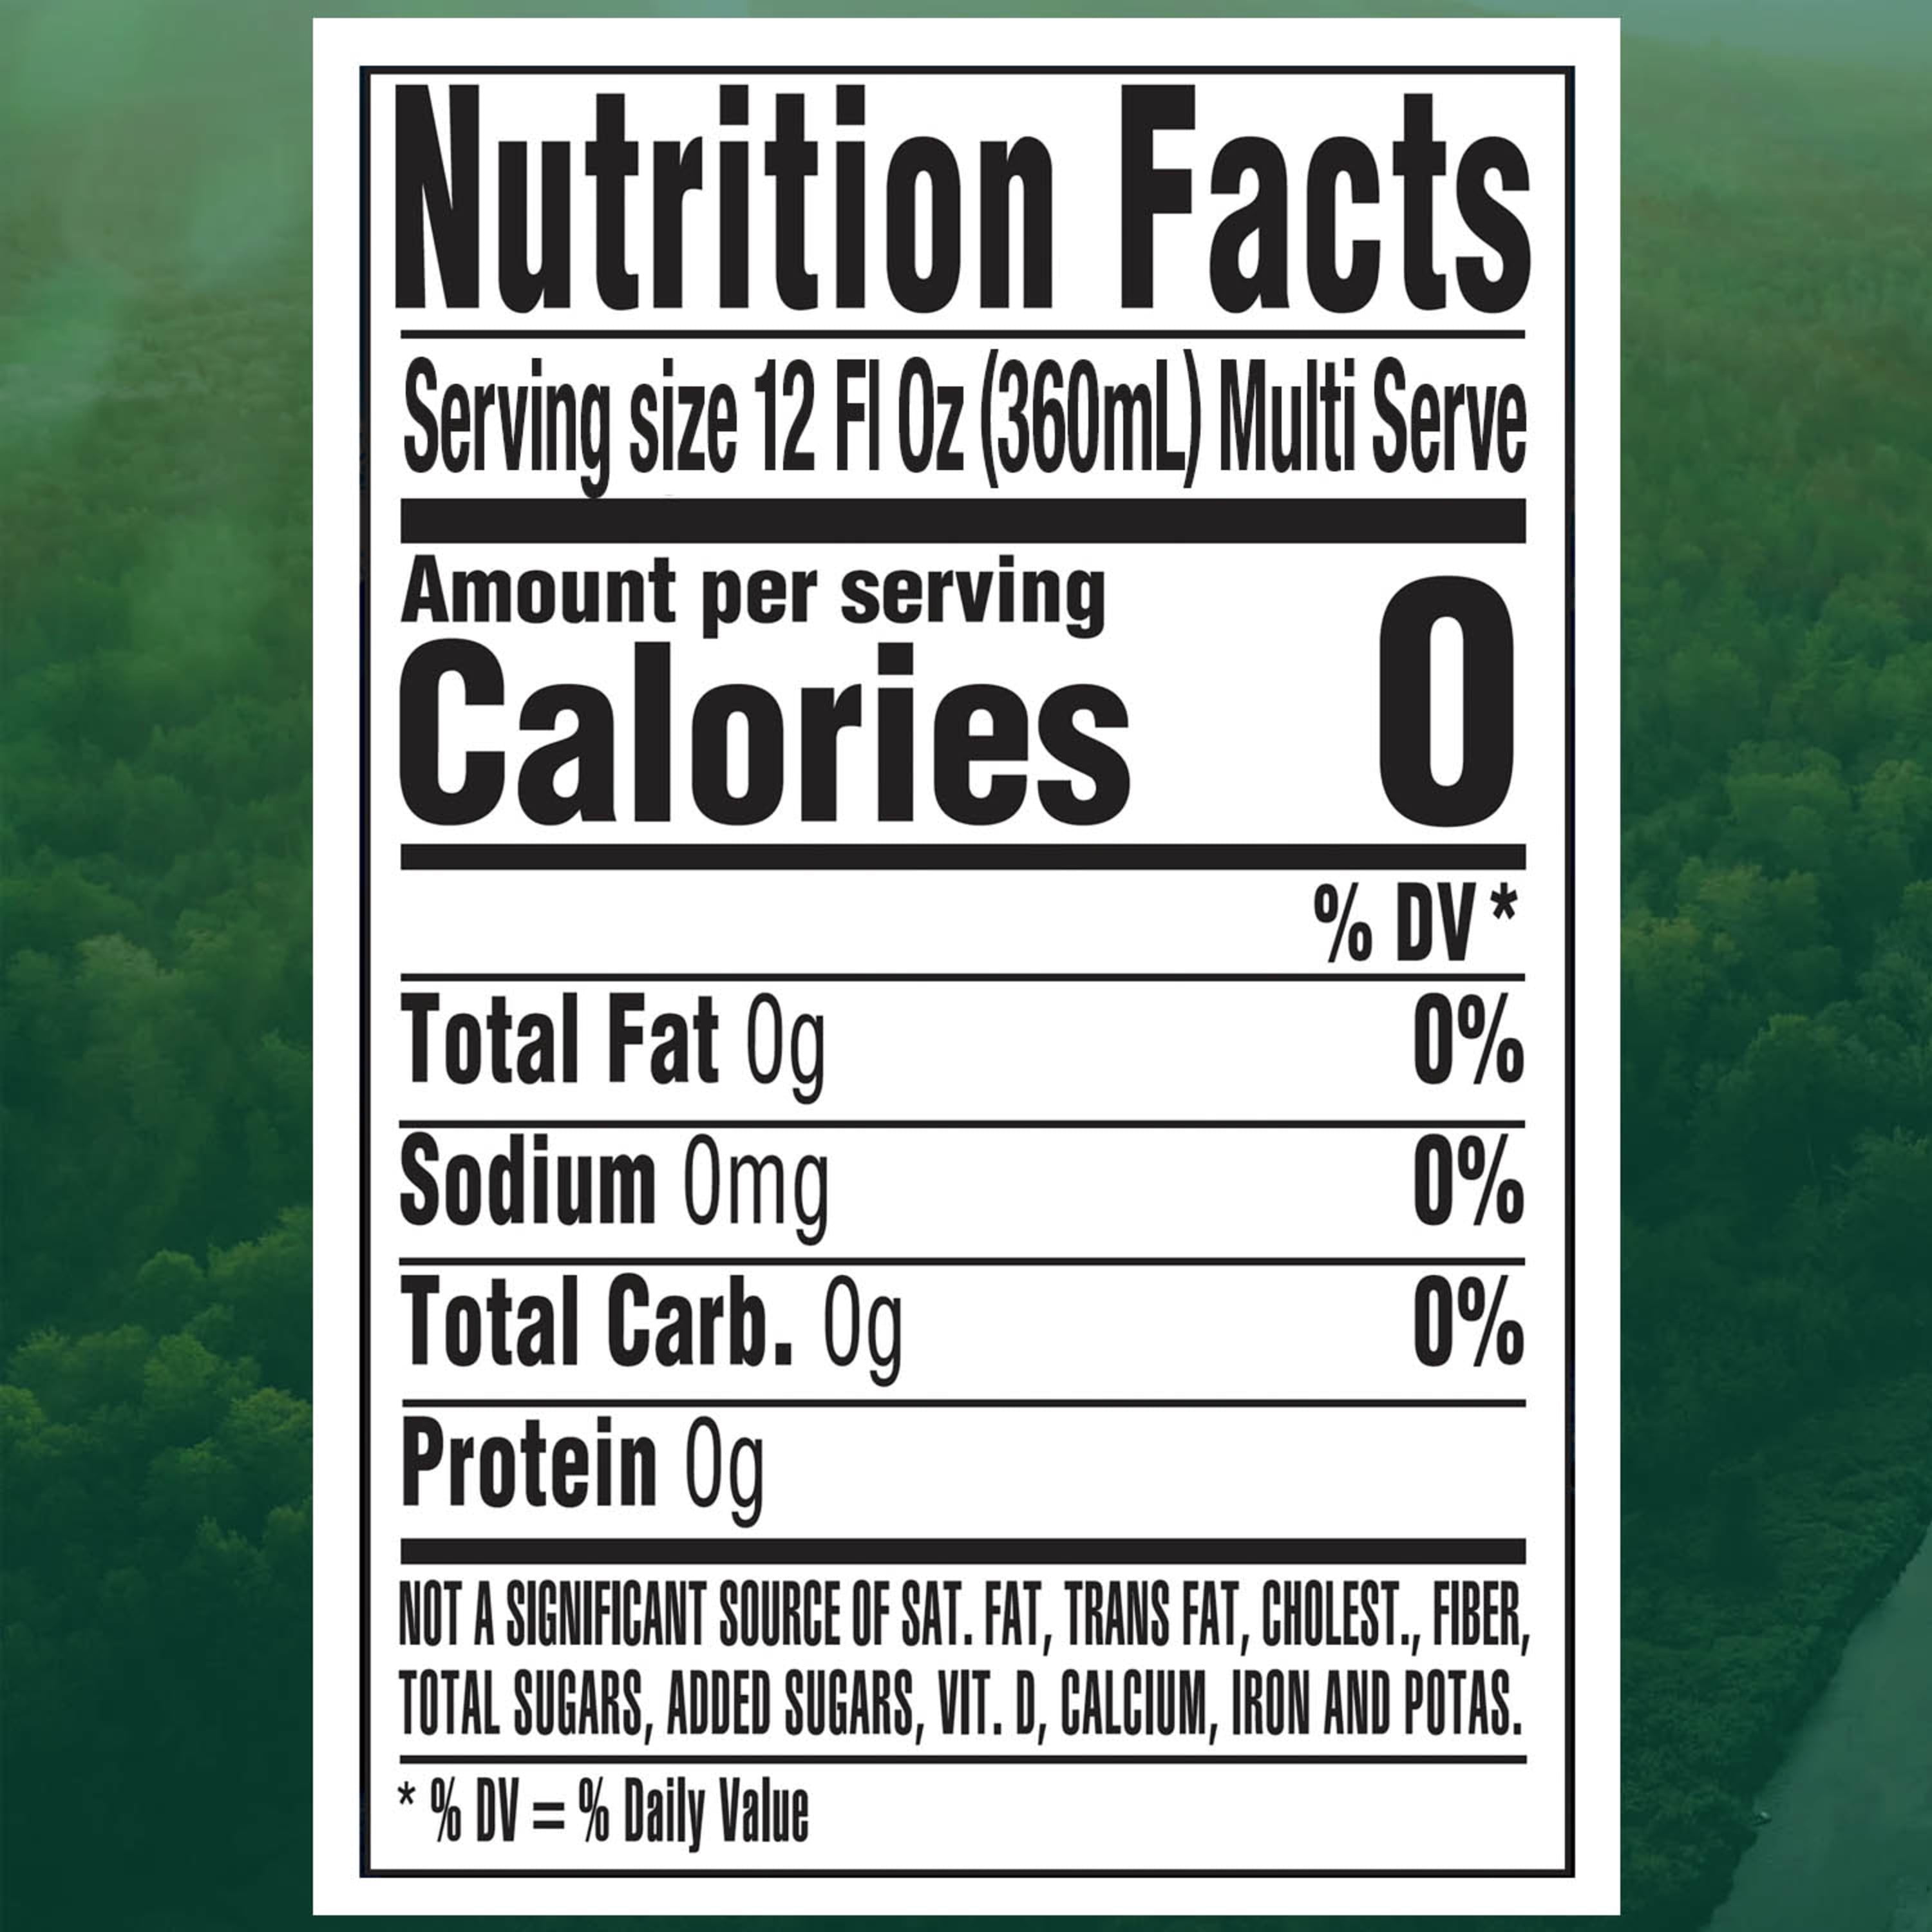 Nutrition Facts
Serving size 12 Fl Oz (360mL) Multi Serve
Amount per serving
Calories 0
% DV*
Total Fat 0g 0%
Sodium 0mg 0%
Total Carb. 0g 0%
Protein 0g
NOT A SIGNIFICANT SOURCE OF SAT. FAT, TRANS FAT, CHOLEST., FIBER,
TOTAL SUGARS, ADDED SUGARS, VIT. D, CALCIUM, IRON AND POTAS.
* % DV = % Daily Value